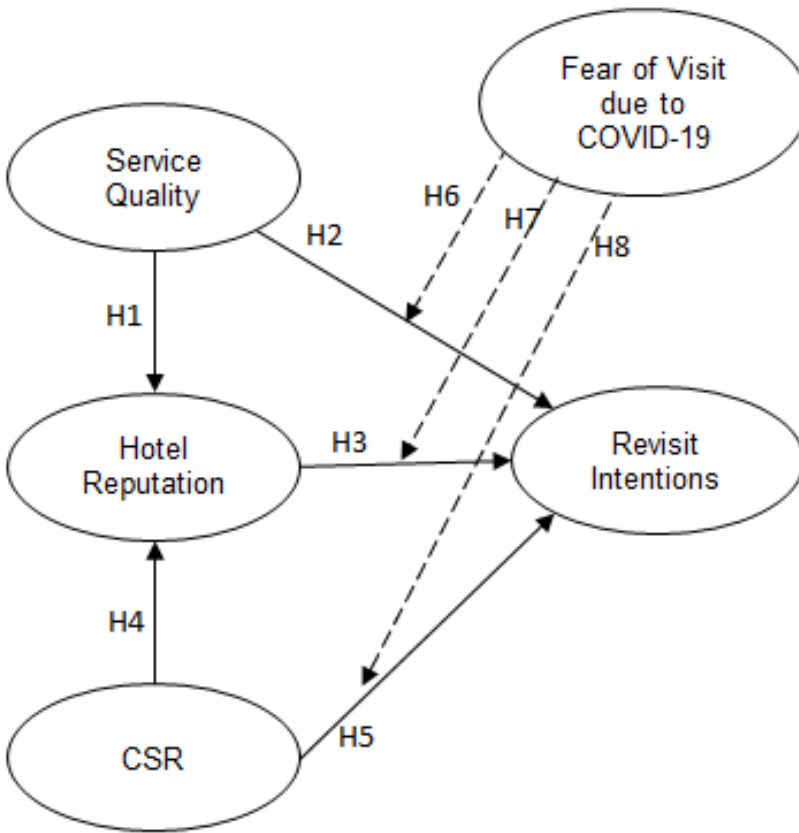 Fear of Visit
due to
COVID-19
Service
Quality
H6
H7
H2
H8
H1
Hotel
Reputation
H3
Revisit
Intentions
H4
H5
CSR